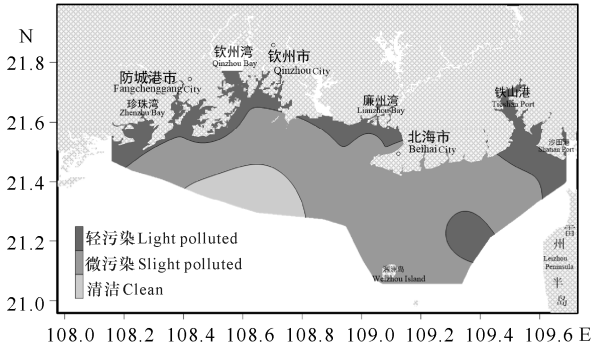 N
21.8
21.6
21.4
21.2
21.0
钦州湾
Qinzhou Bay
钦州市
Qinzhou City
防城港市
Fangchenggang City
珍珠湾
Zhenzhu Bay
廉州湾
Lianzhou Bay
铁山港
Tieshan Port
北海市
Beihai City
沙田港
Shatian Port
雷州半岛
Leizhou
Peninsula
涠洲岛
Weizhou Island
轻污染 Light polluted
微污染 Slight polluted
清洁 Clean
108.0 108.2 108.4 108.6 108.8 109.0 109.2 109.4 109.6 E